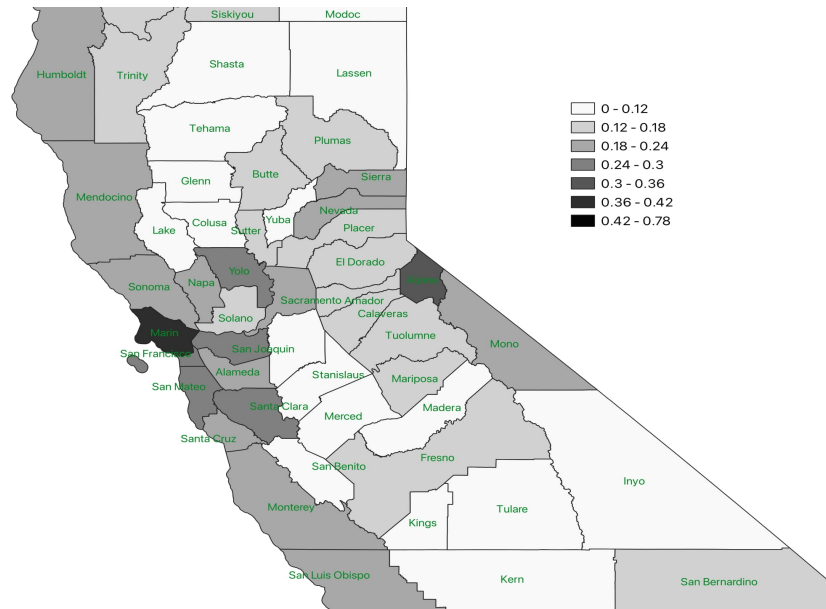 Siskiyou
Modoc
Humboldt
Trinity
Shasta
Lassen
Tehama
Plumas
Glenn
Butte
Sierra
Mendocino
Lake
Colusa
Sutter
Yuba
Nevada
Placer
El Dorado
Sonoma
Napa
Yolo
Sacramento
Amador
Solano
Calaveras
Marin
Tuolumne
Mono
San Francisco
San Joaquin
Alameda
San Mateo
Stanislaus
Mariposa
Santa Clara
Merced
Madera
Santa Cruz
San Benito
Fresno
Inyo
Monterey
Kings
Tulare
San Luis Obispo
Kern
San Bernardino
0 - 0.12
0.12 - 0.18
0.18 - 0.24
0.24 - 0.3
0.3 - 0.36
0.36 - 0.42
0.42 - 0.78